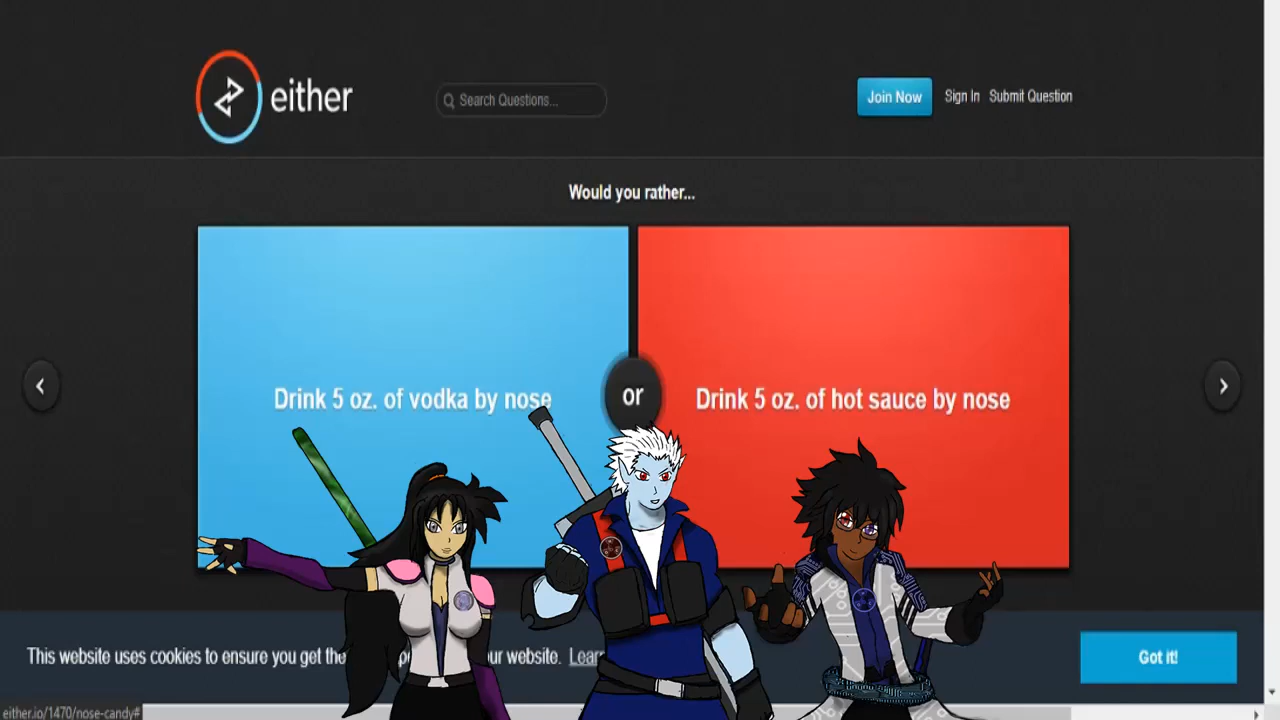 either
Search Questions...
Join Now
Sign In
Submit Question
Would you rather...
Drink 5 oz. of vodka by nose
or
Drink 5 oz. of hot sauce by nose
This website uses cookies to ensure you get the ur website. Lear
Got it!
either.io/1470/nose-candy#